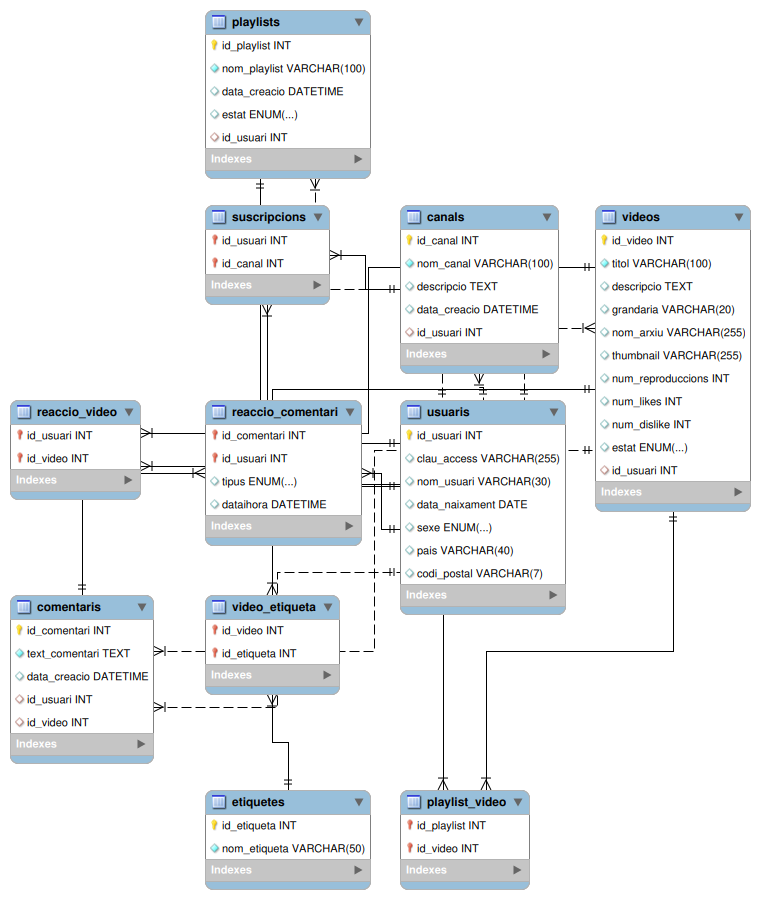 playlists
id_playlist INT
nom_playlist VARCHAR(100)
data_creacio DATETIME
estat ENUM(...)
id_usuari INT
Indexes
suscripcions
id_usuari INT
id_canal INT
Indexes
canals
id_canal INT
nom_canal VARCHAR(100)
descripcio TEXT
data_creacio DATETIME
id_usuari INT
Indexes
videos
id_video INT
titol VARCHAR(100)
descripcio TEXT
grandaria VARCHAR(20)
nom_arxiu VARCHAR(255)
thumbnail VARCHAR(255)
num_reproduccions INT
num_likes INT
num_dislike INT
estat ENUM(...)
id_usuari INT
Indexes
reaccio_video
id_usuari INT
id_video INT
Indexes
reaccio_comentari
id_comentari INT
id_usuari INT
tipus ENUM(...)
dataihora DATETIME
Indexes
usuaris
id_usuari INT
clau_access VARCHAR(255)
nom_usuari VARCHAR(30)
data_naixament DATE
sexe ENUM(...)
pais VARCHAR(40)
codi_postal VARCHAR(7)
Indexes
comentaris
id_comentari INT
text_comentari TEXT
data_creacio DATETIME
id_usuari INT
id_video INT
Indexes
video_etiqueta
id_video INT
id_etiqueta INT
Indexes
etiquetes
id_etiqueta INT
nom_etiqueta VARCHAR(50)
Indexes
playlist_video
id_playlist INT
id_video INT
Indexes